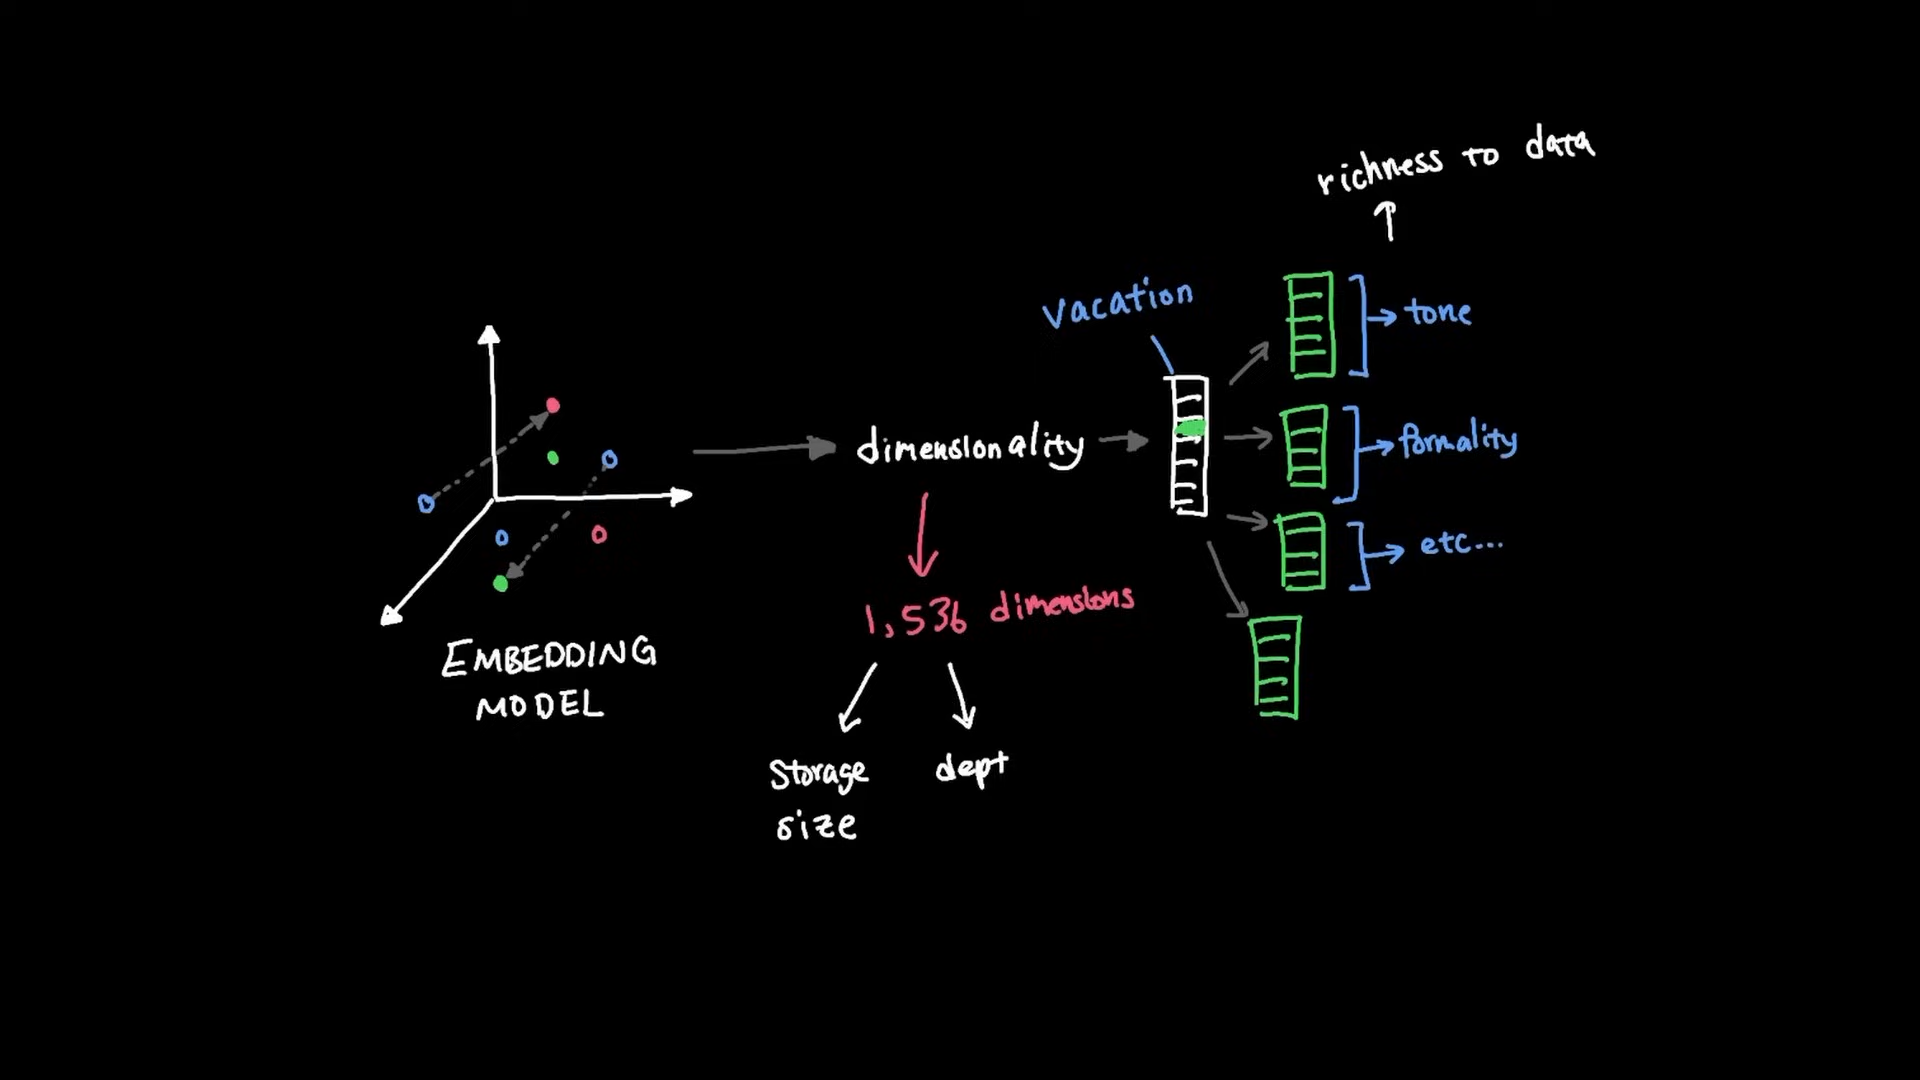 richness to data
vacation
tone
dimensionality
formality
etc...
1,536 dimensions
EMBEDDING
MODEL
Storage
size
dept